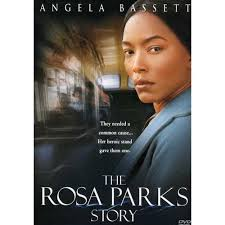 ANGELA BASSETT
They needed a
common cause...
Her heroic stand
gave them one.
THE
ROSA PARKS
STORY
DVD